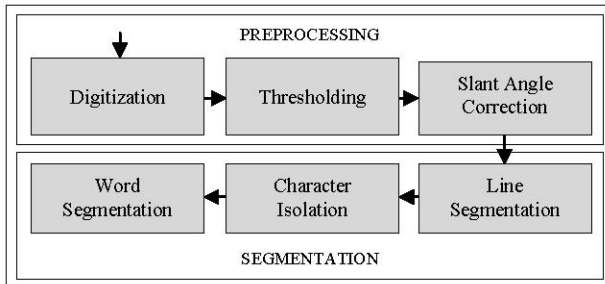 PREPROCESSING
Digitization
Thresholding
Slant Angle
Correction
Word
Segmentation
Character
Isolation
Line
Segmentation
SEGMENTATION